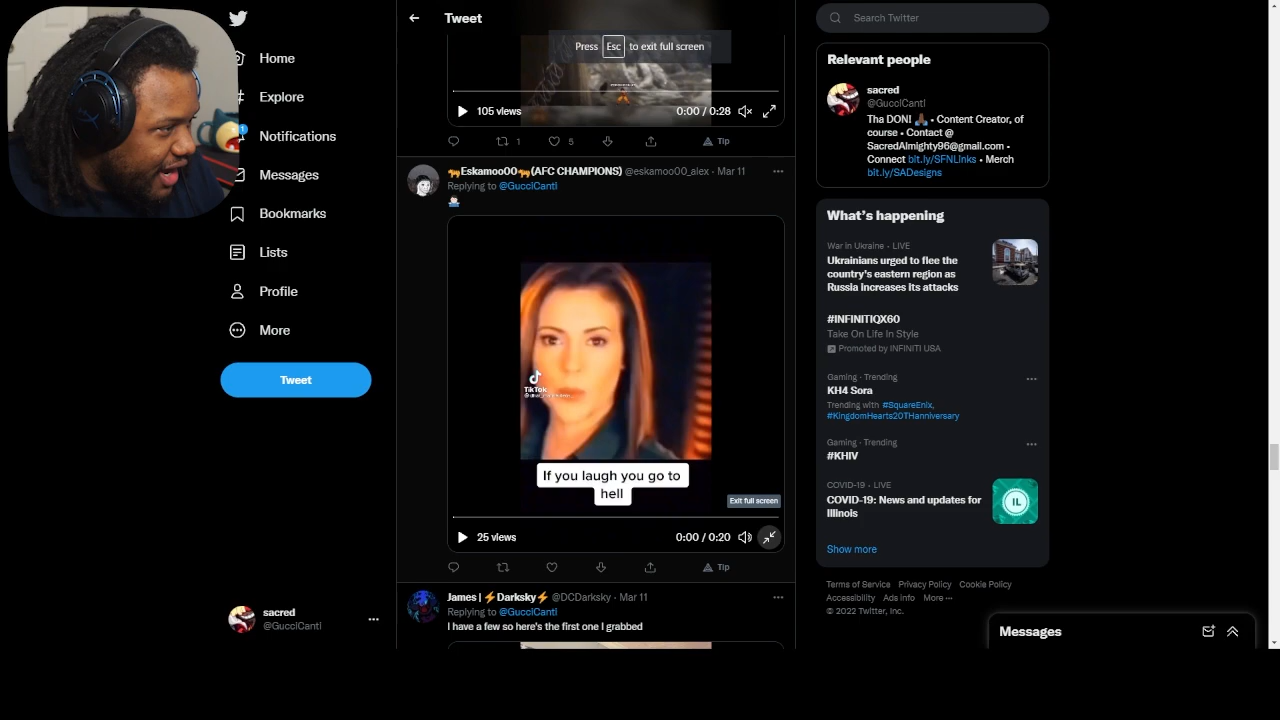 Home
Explore
Notifications
Messages
Bookmarks
Lists
Profile
More
Tweet
sacred
@GucciCanti
Tweet
Press Esc to exit full screen
105 views
0:00 / 0:28
1
5
Tip
Eskamoo00 (AFC CHAMPIONS) @eskamoo00_alex · Mar 11
Replying to @GucciCanti
TikTok
If you laugh you go to
hell
Exit full screen
25 views
0:00 / 0:20
Tip
James | ⚡Darksky⚡ @DCDarksky · Mar 11
Replying to @GucciCanti
I have a few so here's the first one I grabbed
Search Twitter
Relevant people
sacred
@GucciCanti
Tha DON! • Content Creator, of
course • Contact @
SacredAlmighty96@gmail.com •
Connect bit.ly/SFNLinks • Merch
bit.ly/SADesigns
What's happening
War in Ukraine · LIVE
Ukrainians urged to flee the
country's eastern region as
Russia increases its attacks
#INFINITIQX60
Take On Life In Style
Promoted by INFINITI USA
Gaming · Trending
KH4 Sora
Trending with #SquareEnix,
#KingdomHearts20THanniversary
Gaming · Trending
#KHIV
COVID-19 · LIVE
COVID-19: News and updates for
Illinois
IL
Show more
Terms of Service Privacy Policy Cookie Policy
Accessibility Ads info More ···
© 2022 Twitter, Inc.
Messages